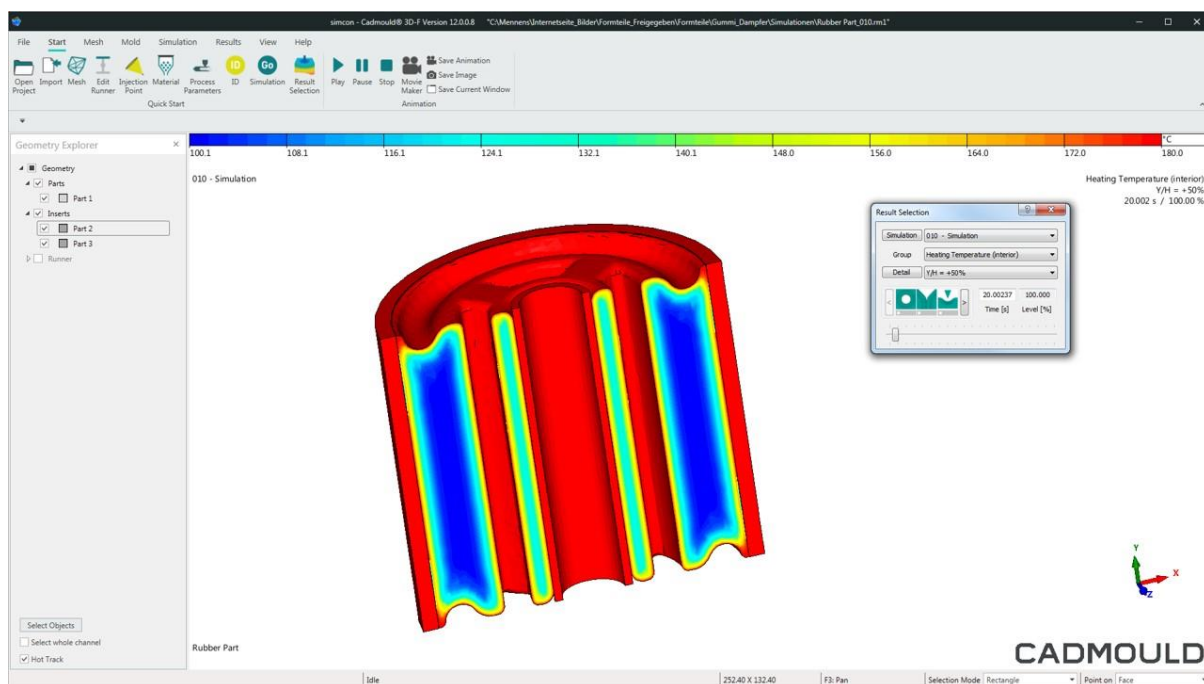 simcon - Cadmould® 3D-F Version 12.0.0.8 "C:\Mennens\Internetseite_Bilder\Formteile_Freigegeben\Formteile\Gummi_Dampfer\Simulationen\Rubber Part_010.rm1"
File Start Mesh Mold Simulation Results View Help
Open Project
Import
Mesh
Edit Runner
Injection Point
Material
Process Parameters
ID
ID
Go
Simulation
Result Selection
Play
Pause
Stop
Movie Maker
Save Animation
Save Image
Save Current Window
Quick Start
Animation
Geometry Explorer
Geometry
Parts
Part 1
Inserts
Part 2
Part 3
Runner
°C
100.1 108.1 116.1 124.1 132.1 140.1 148.0 156.0 164.0 172.0 180.0
010 - Simulation
Heating Temperature (interior)
Y/H = +50%
20.002 s / 100.00 %
Result Selection
Simulation 010 - Simulation
Group Heating Temperature (interior)
Detail Y/H = +50%
< > 20.00237 100.000
Time [s] Level [%]
Y
X
Z
Select Objects
Select whole channel
Hot Track
Rubber Part
CADMOULD
Idle 252.40 X 132.40 F3: Pan Selection Mode Rectangle Point on Face